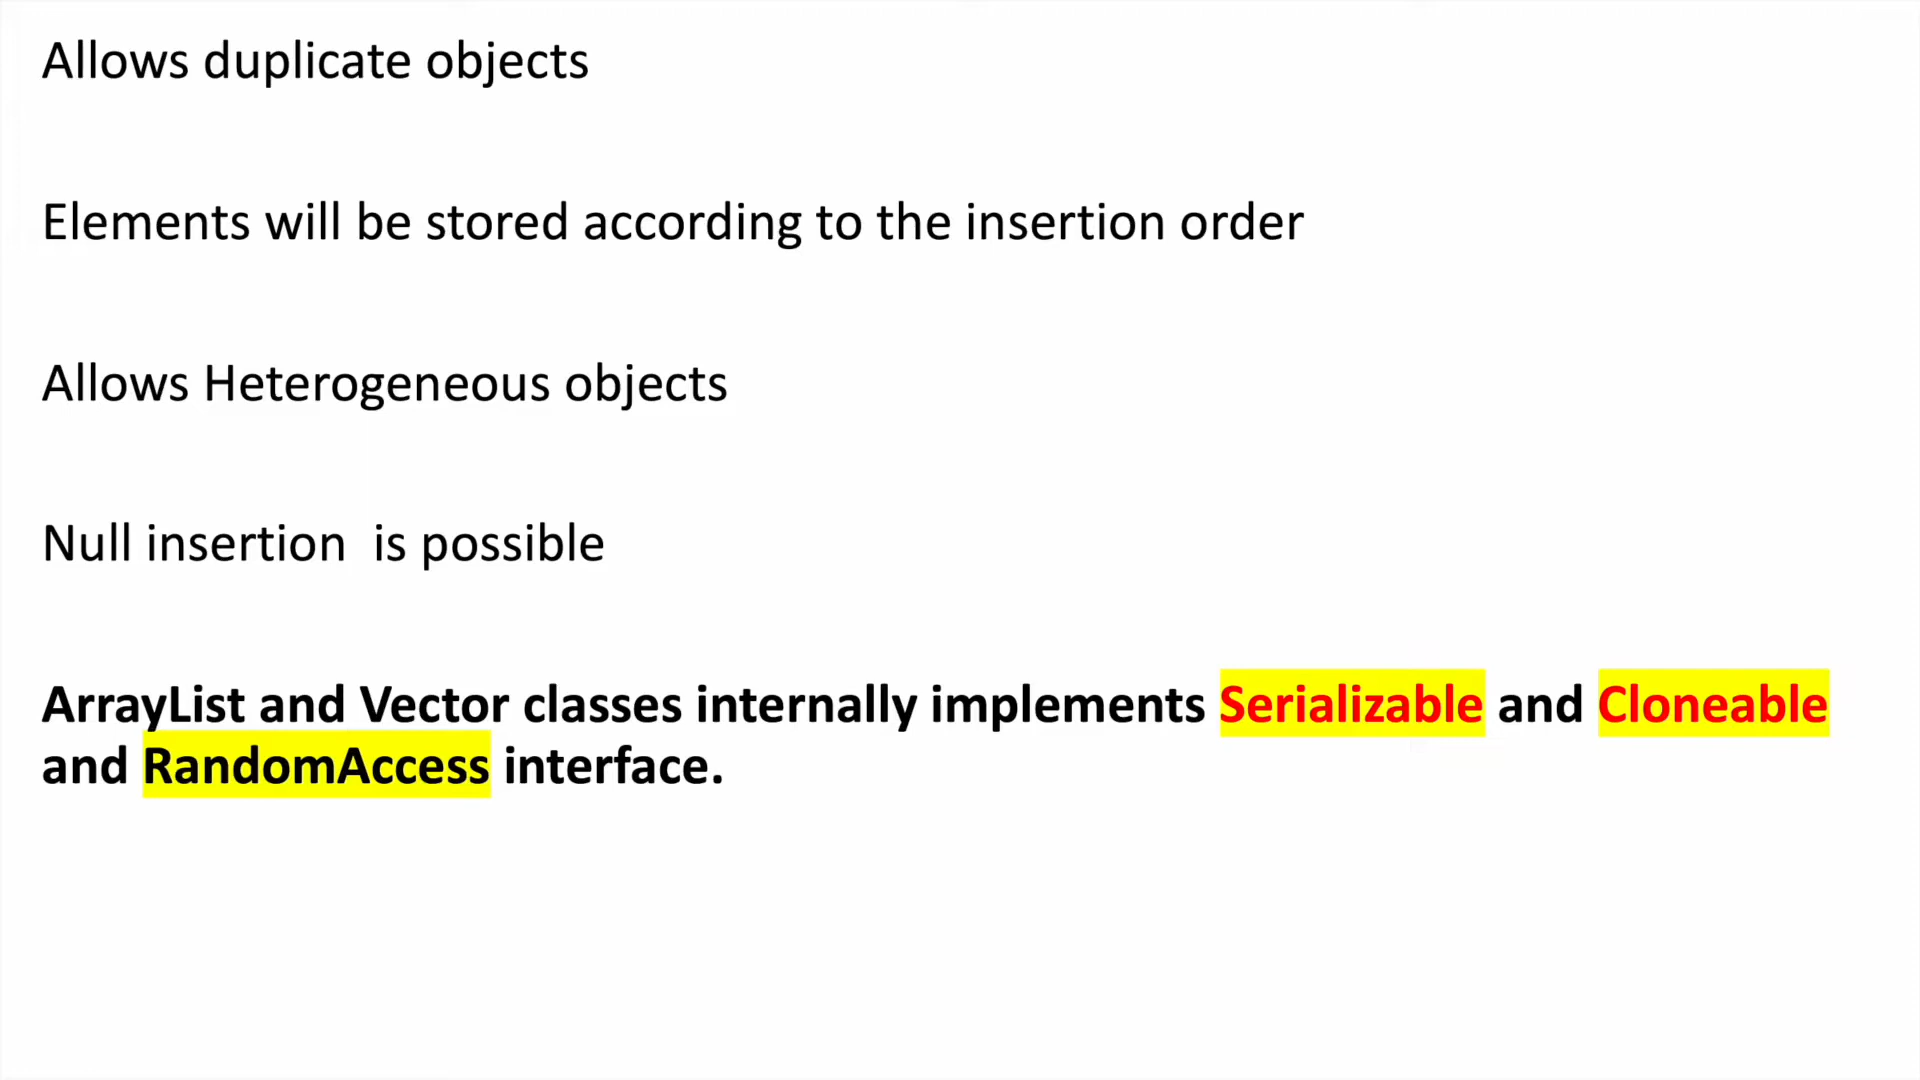 Allows duplicate objects
Elements will be stored according to the insertion order
Allows Heterogeneous objects
Null insertion  is possible
ArrayList and Vector classes internally implements Serializable and Cloneable
and RandomAccess interface.